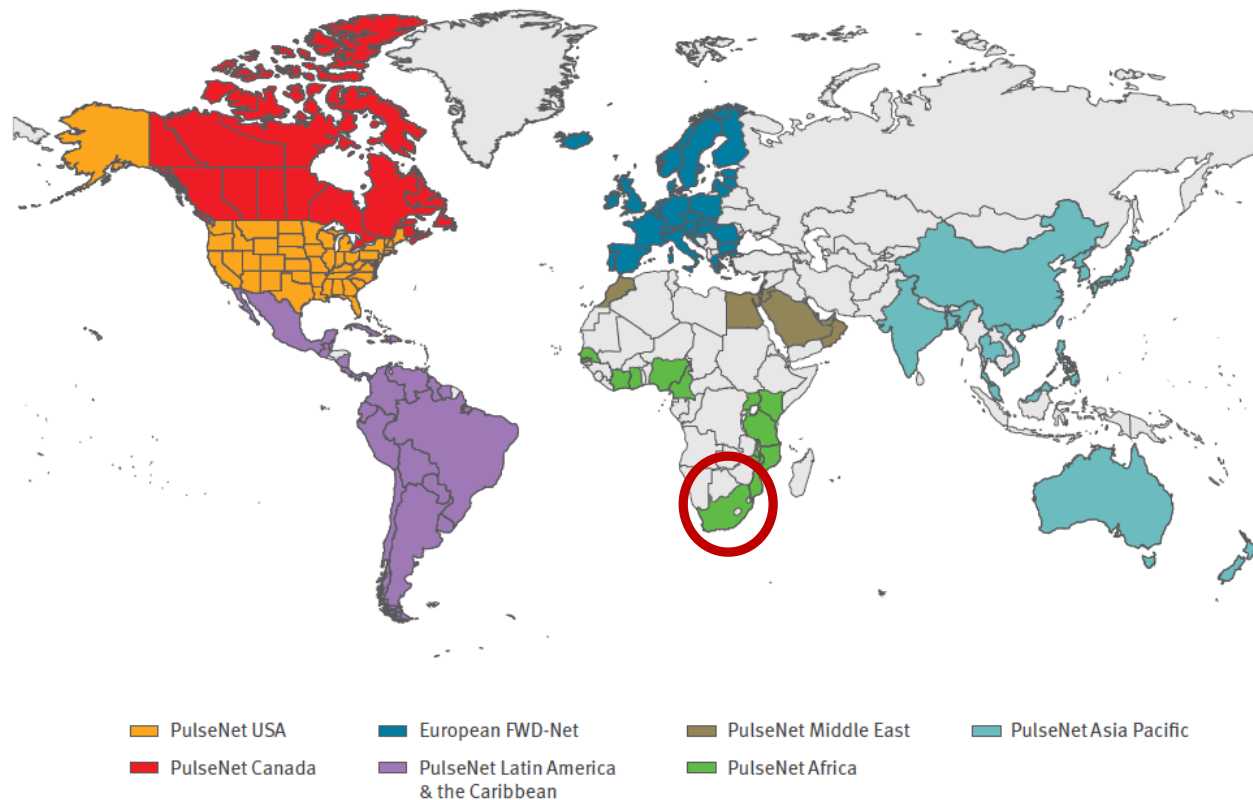 PulseNet USA
European FWD-Net
PulseNet Middle East
PulseNet Asia Pacific
PulseNet Canada
PulseNet Latin America
& the Caribbean
PulseNet Africa